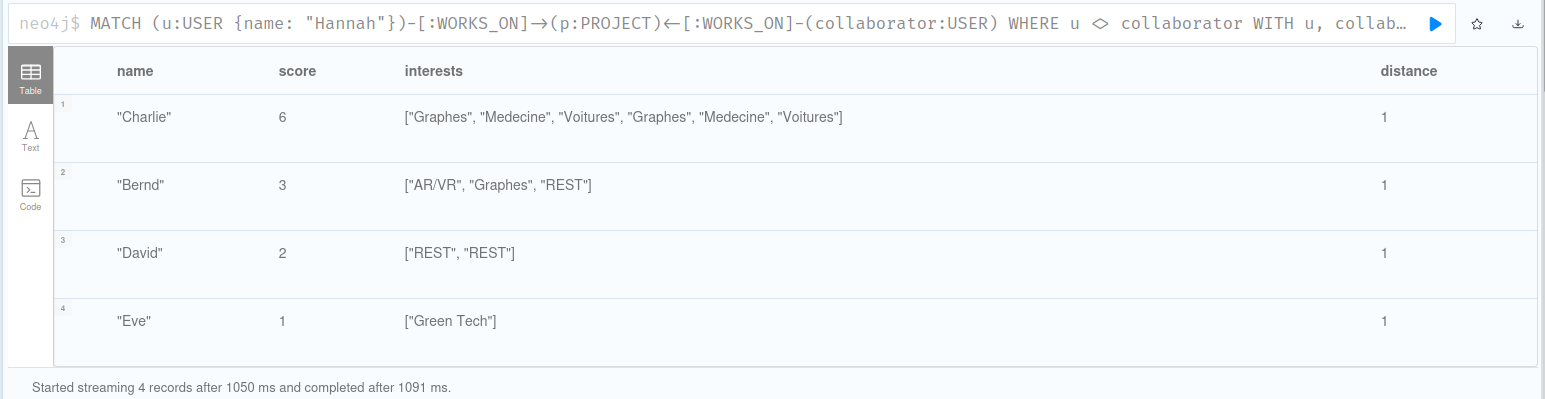 neo4j$ MATCH (u:USER {name: "Hannah"})-[:WORKS_ON]->(p:PROJECT)<-[:WORKS_ON]-(collaborator:USER) WHERE u <> collaborator WITH u, collab…
Table
Text
Code
name score interests distance
1
"Charlie" 6 ["Graphes", "Medecine", "Voitures", "Graphes", "Medecine", "Voitures"] 1
2
"Bernd" 3 ["AR/VR", "Graphes", "REST"] 1
3
"David" 2 ["REST", "REST"] 1
4
"Eve" 1 ["Green Tech"] 1
Started streaming 4 records after 1050 ms and completed after 1091 ms.